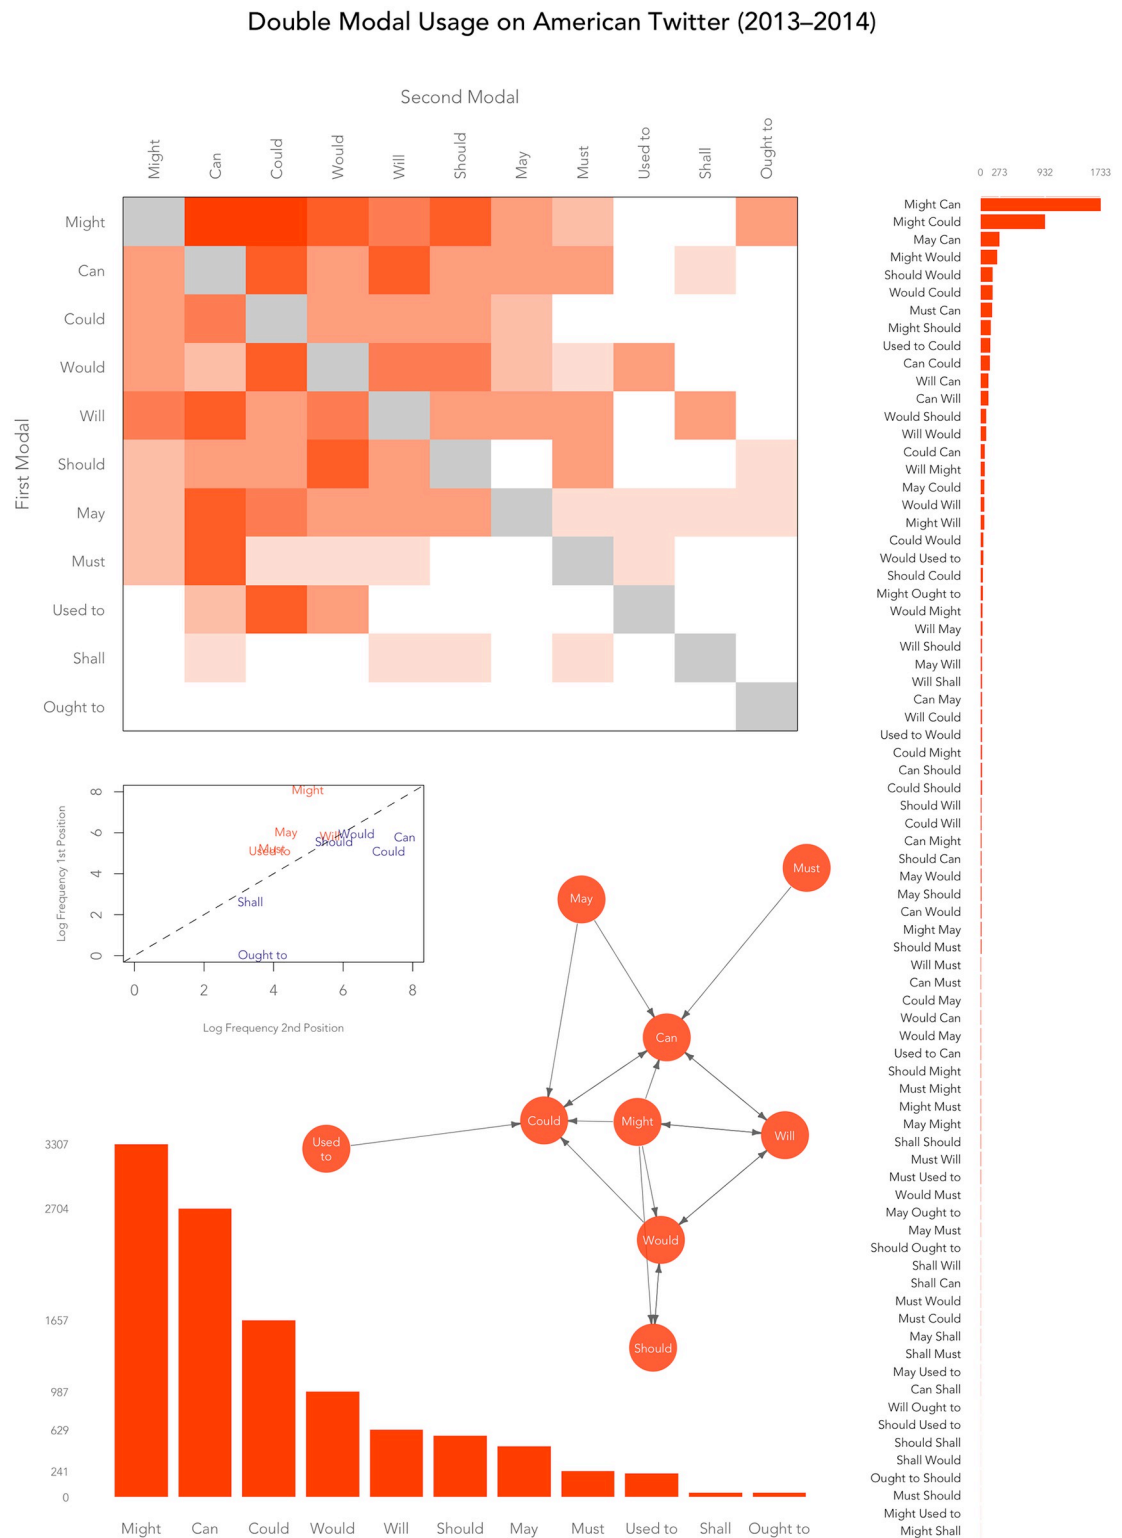 Double Modal Usage on American Twitter (2013–2014)
Second Modal
Might Can Could Would Will Should May Must Used to Shall Ought to
First Modal
Might
Can
Could
Would
Will
Should
May
Must
Used to
Shall
Ought to
0 273 932 1733
Might Can
Might Could
May Can
Might Would
Should Would
Would Could
Must Can
Might Should
Used to Could
Can Could
Will Can
Can Will
Would Should
Will Would
Could Can
Will Might
May Could
Would Will
Might Will
Could Would
Would Used to
Should Could
Might Ought to
Would Might
Will May
Will Should
May Will
Will Shall
Can May
Will Could
Used to Would
Could Might
Can Should
Could Should
Should Will
Could Will
Can Might
Should Can
May Would
May Should
Can Would
Might May
Should Must
Will Must
Can Must
Could May
Would Can
Would May
Used to Can
Should Might
Must Might
Might Must
May Might
Shall Should
Must Will
Must Used to
Would Must
May Ought to
May Must
Should Ought to
Shall Will
Shall Can
Must Would
Must Could
May Shall
Shall Must
May Used to
Can Shall
Will Ought to
Should Used to
Should Shall
Shall Would
Ought to Should
Must Should
Might Used to
Might Shall
Log Frequency 1st Position
8
6
4
2
0
Might
May
Will
Would
Can
Should
Must
Used to
Could
Shall
Ought to
0 2 4 6 8
Log Frequency 2nd Position
Must
May
Can
Could
Might
Will
Used
to
Would
Should
3307
2704
1657
987
629
241
0
Might Can Could Would Will Should May Must Used to Shall Ought to